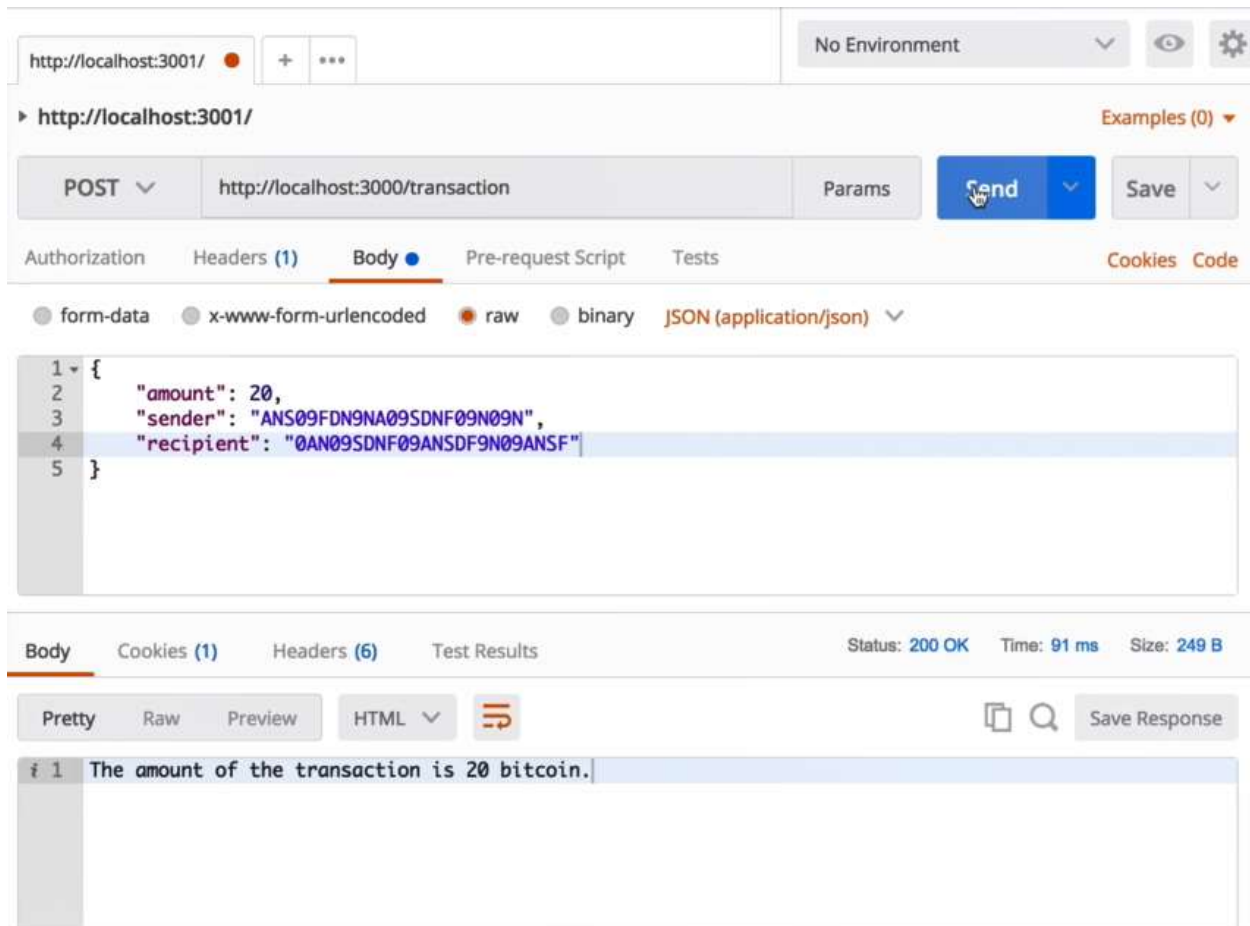 http://localhost:3001/ + ••• No Environment
http://localhost:3001/ Examples (0)
POST http://localhost:3000/transaction Params Send Save
Authorization Headers (1) Body Pre-request Script Tests Cookies Code
form-data x-www-form-urlencoded raw binary JSON (application/json)
1 {
2 "amount": 20,
3 "sender": "ANS09FDN9NA09SDNF09N09N",
4 "recipient": "0AN09SDNF09ANSDF9N09ANSF"
5 }
Body Cookies (1) Headers (6) Test Results Status: 200 OK Time: 91 ms Size: 249 B
Pretty Raw Preview HTML Save Response
i 1 The amount of the transaction is 20 bitcoin.